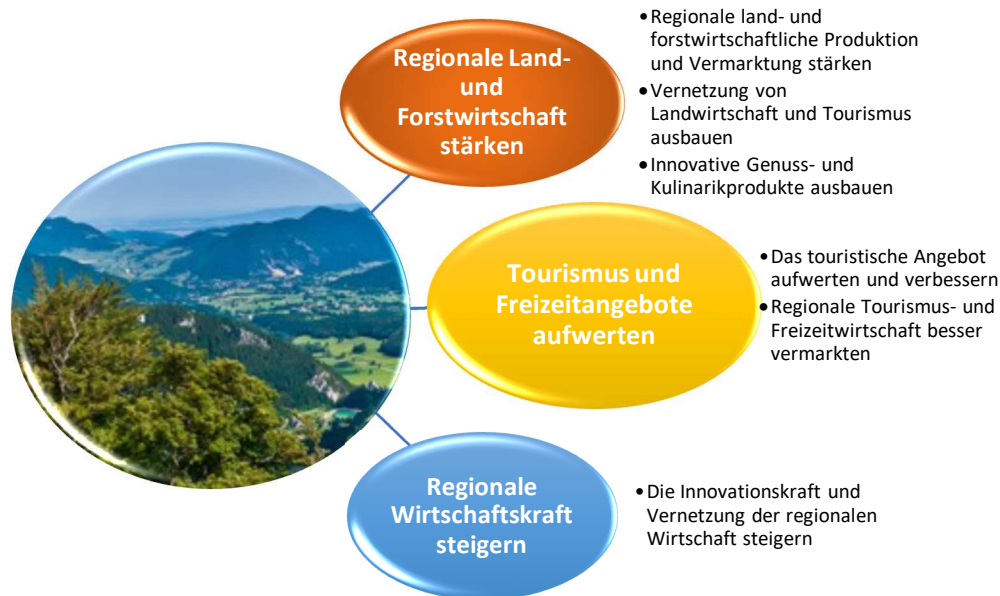 Regionale Land-
und
Forstwirtschaft
stärken
•Regionale land- und
forstwirtschaftliche Produktion
und Vermarktung stärken
•Vernetzung von
Landwirtschaft und Tourismus
ausbauen
•Innovative Genuss- und
Kulinarikprodukte ausbauen
Tourismus und
Freizeitangebote
aufwerten
•Das touristische Angebot
aufwerten und verbessern
•Regionale Tourismus- und
Freizeitwirtschaft besser
vermarkten
Regionale
Wirtschaftskraft
steigern
•Die Innovationskraft und
Vernetzung der regionalen
Wirtschaft steigern